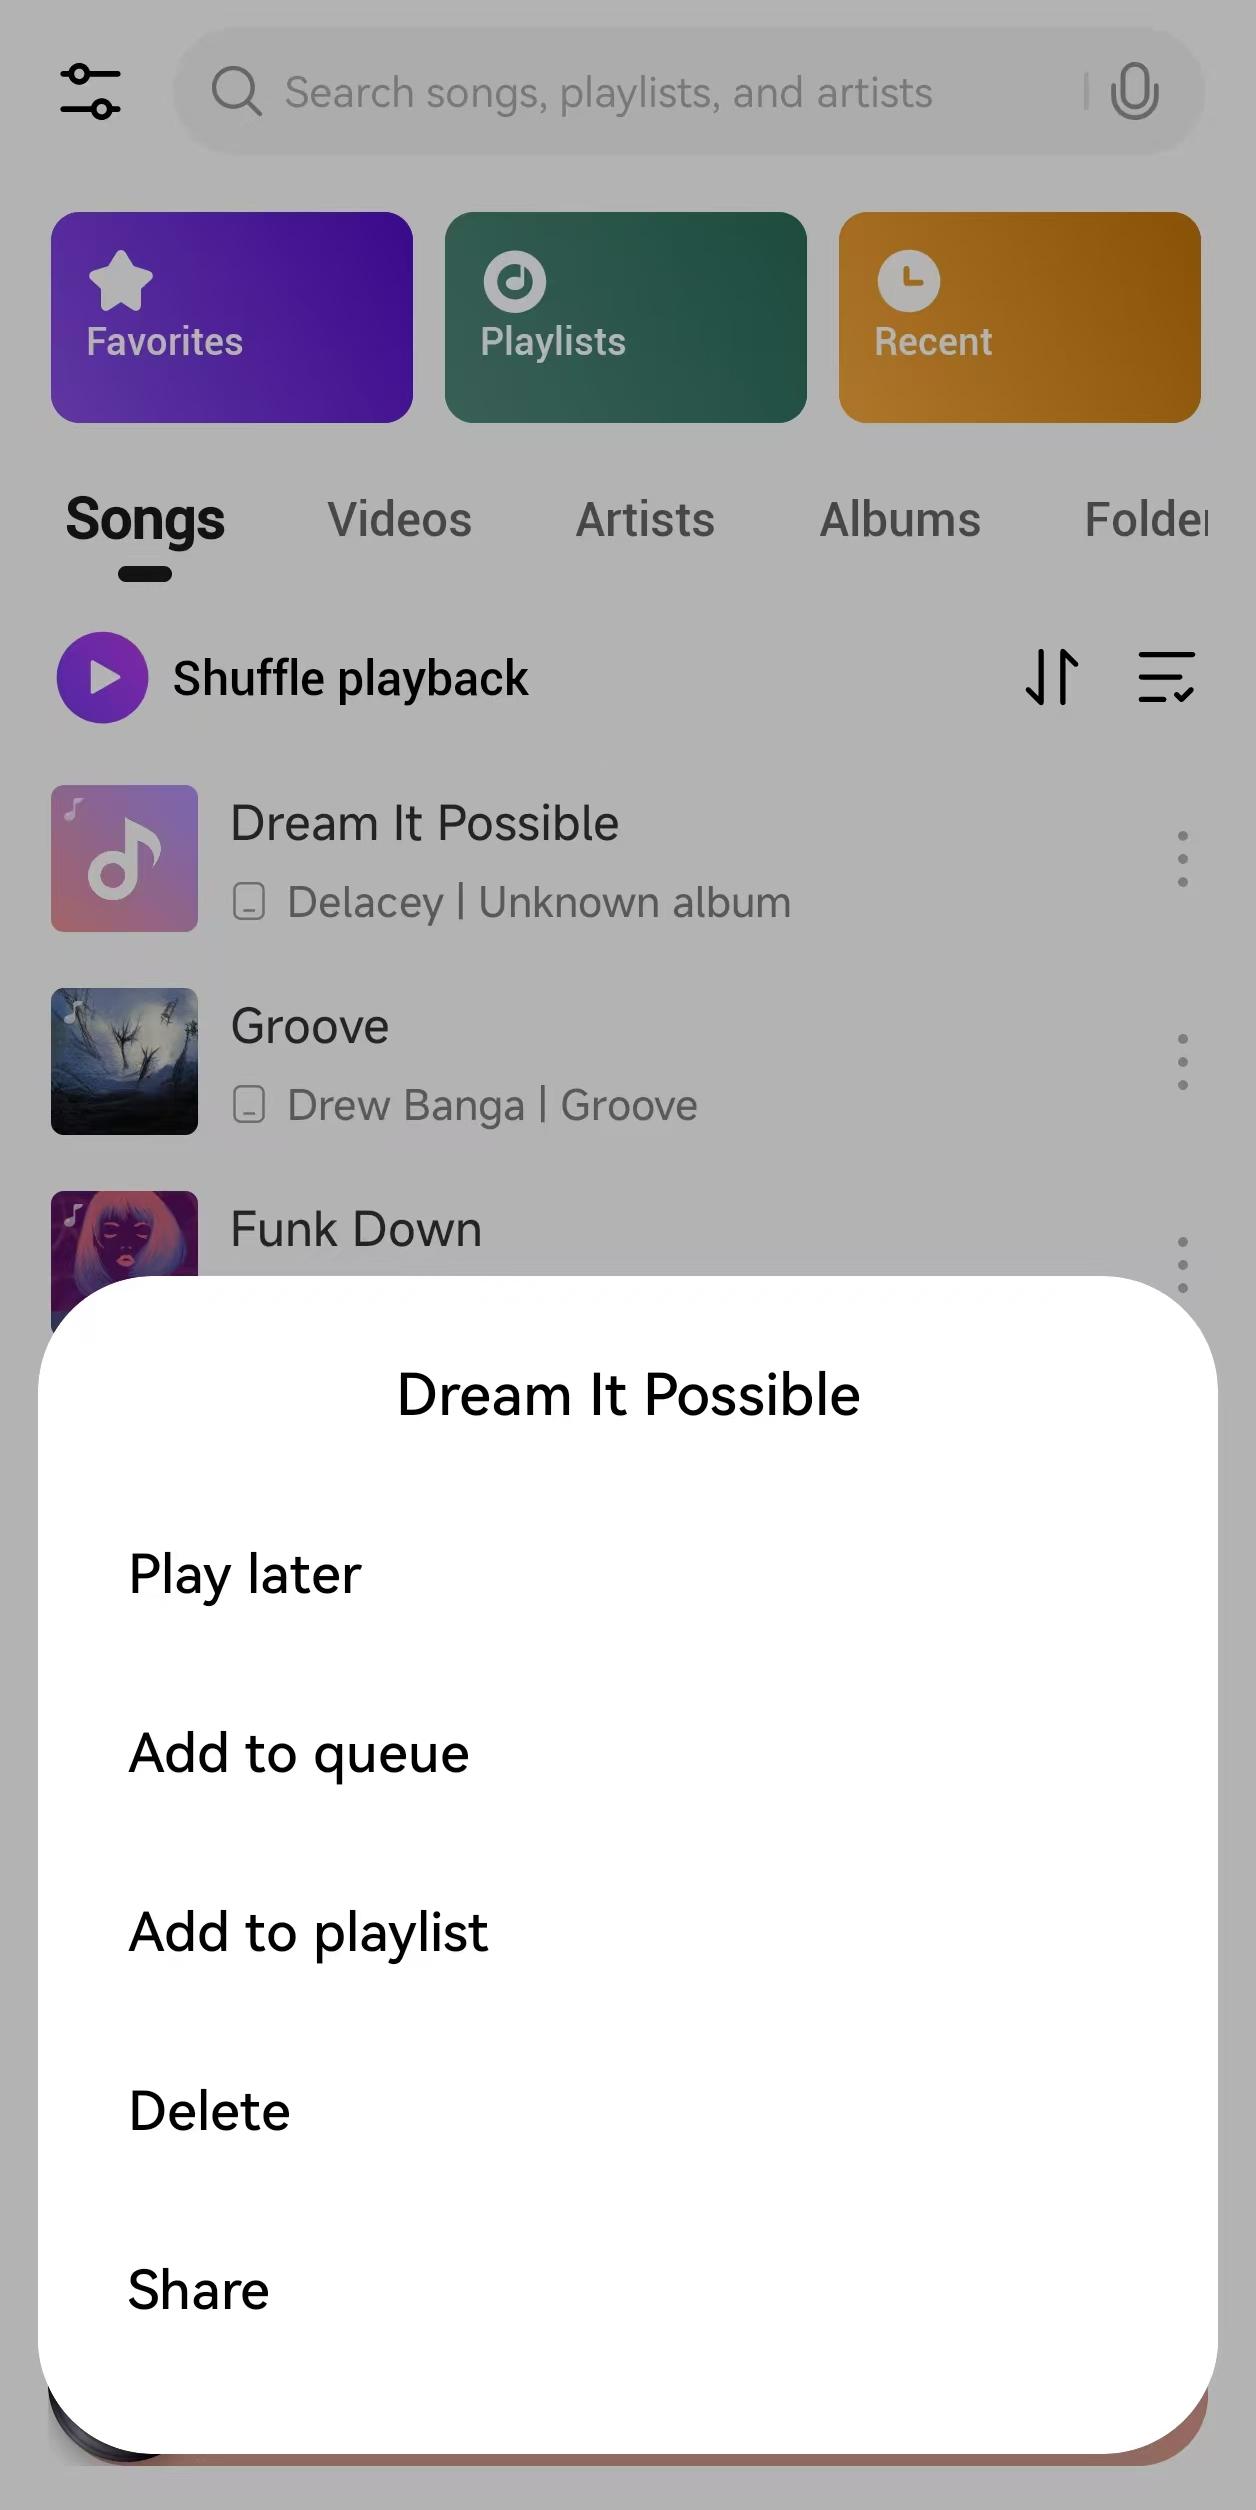 Search songs, playlists, and artists
Favorites
Playlists
Recent
Songs
Videos
Artists
Albums
Folder
Shuffle playback
Dream It Possible
Delacey | Unknown album
Groove
Drew Banga | Groove
Funk Down
Dream It Possible
Play later
Add to queue
Add to playlist
Delete
Share